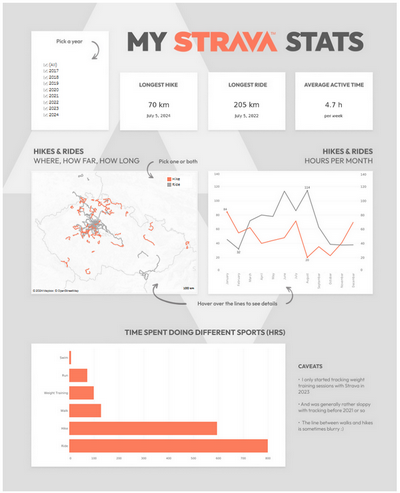 MY STRAVA STATS
Pick a year
(All)
2017
2018
2019
2020
2021
2022
2023
2024
LONGEST HIKE
70 km
July 5, 2024
LONGEST RIDE
205 km
July 5, 2022
AVERAGE ACTIVE TIME
4.7 h
per week
HIKES & RIDES
WHERE, HOW FAR, HOW LONG
Pick one or both
HIKES & RIDES
HOURS PER MONTH
Hover over the lines to see details
TIME SPENT DOING DIFFERENT SPORTS (HRS)
Swim
Run
Weight Training
Walk
Hike
Ride
CAVEATS
- I only started tracking weight
training sessions with Strava in
2023
- And was generally rather sloppy
with tracking before 2021 or so
- The line between walks and hikes
is sometimes blurry :)